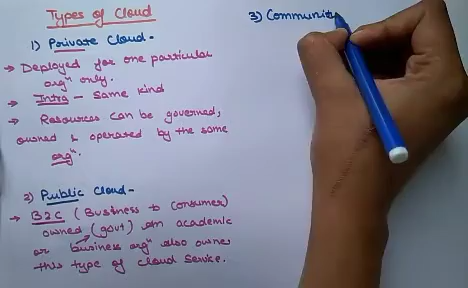 Types of Cloud
1) Private Cloud -
→ Deployed for one particular
orgⁿ only.
→ Intra - Same kind
→ Resources can be governed,
owned & operated by the same
orgⁿ.
2) Public Cloud -
→ B2C (Business to Consumer)
owned (govt) An academic
or business orgⁿ also owner
this type of cloud service.
3) Community